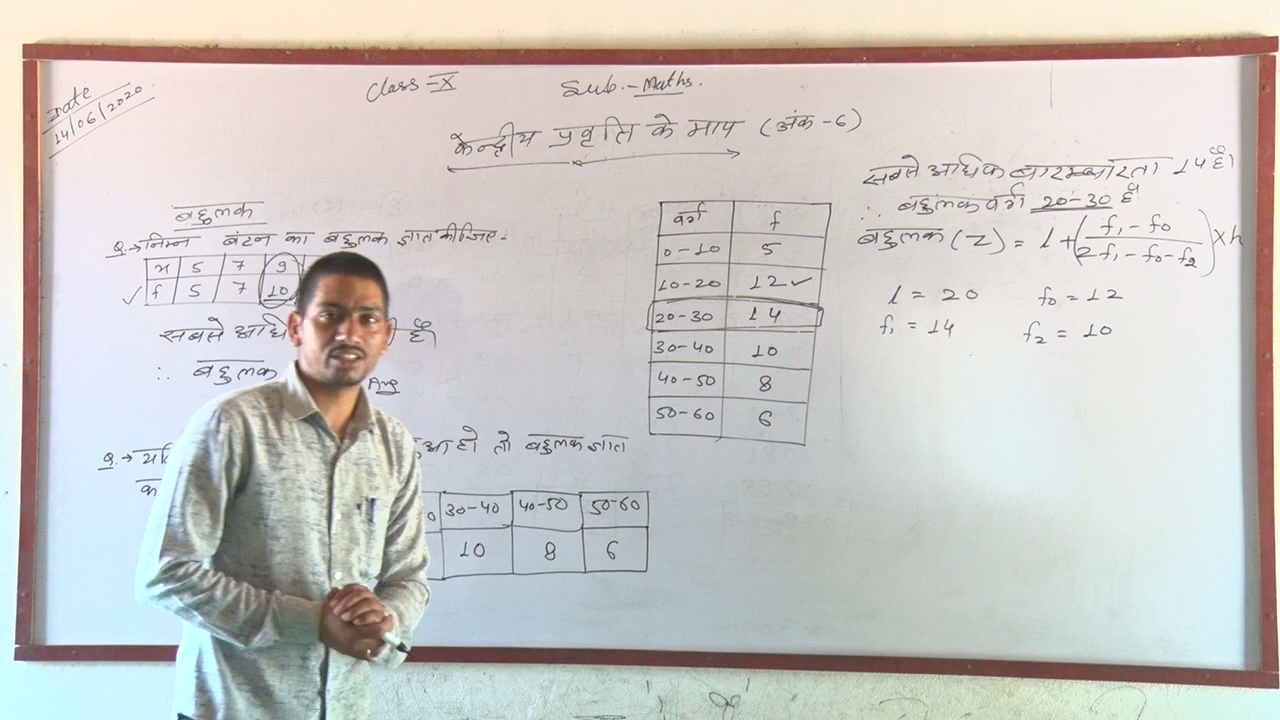 Date
14/06/2020
Class - X Sub. - Maths.
केन्द्रीय प्रवृति के माप (अंक - 6)
बहुलक
Q.→ निम्न बंटन का बहुलक ज्ञात कीजिए -
x 5 7 9
f 5 7 10
सबसे है।
∴ बहुलक Ans
Q.→ हो तो बहुलक ज्ञात
30-40 40-50 50-60
10 8 6
वर्ग f
0-10 5
10-20 12 ✓
20-30 14
30-40 10
40-50 8
50-60 6
सबसे अधिक बारम्बारता 14 है।
∴ बहुलक वर्ग 20-30 है
बहुलक (Z) = l + (f₁ - f₀ / 2f₁ - f₀ - f₂) × h
l = 20 f₀ = 12
f₁ = 14 f₂ = 10